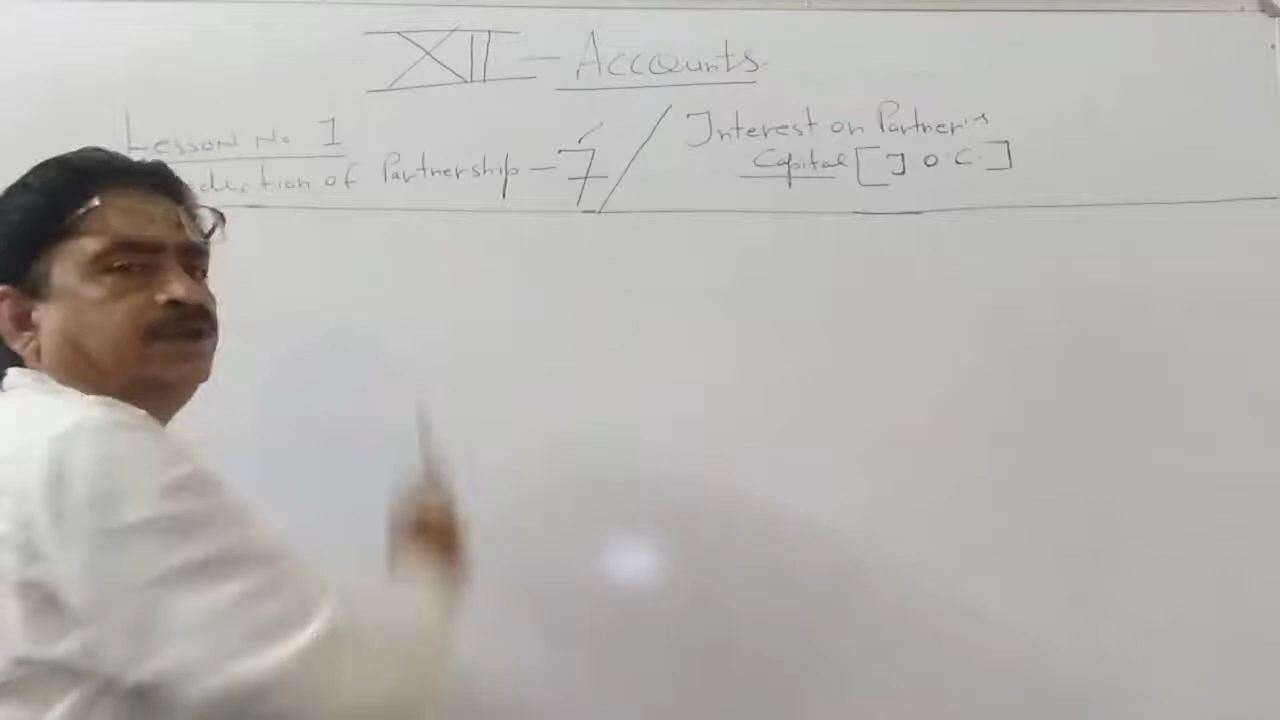 XII - Accounts.
Lesson No 1
duction of Partnership - 7 / Interest on Partner's
Capital [I.O.C.]